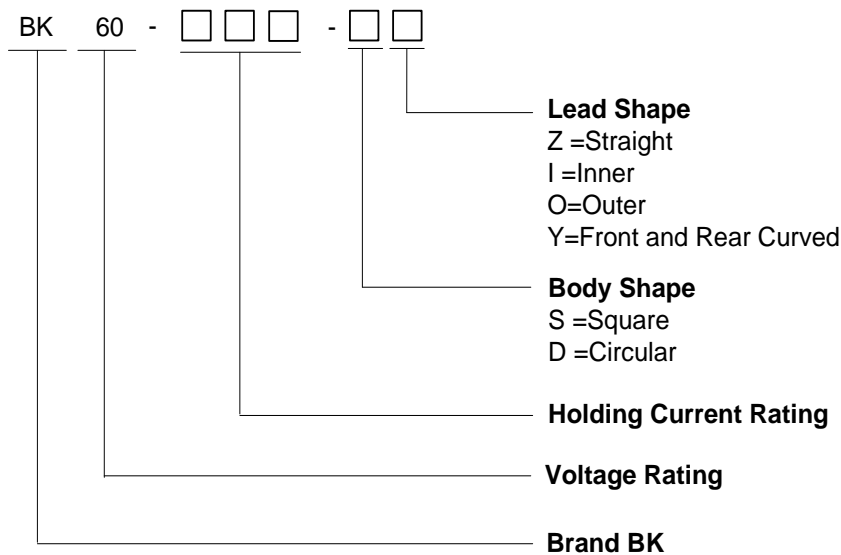 BK 60 - □ □ □ - □ □
Lead Shape
Z =Straight
I =Inner
O=Outer
Y=Front and Rear Curved
Body Shape
S =Square
D =Circular
Holding Current Rating
Voltage Rating
Brand BK